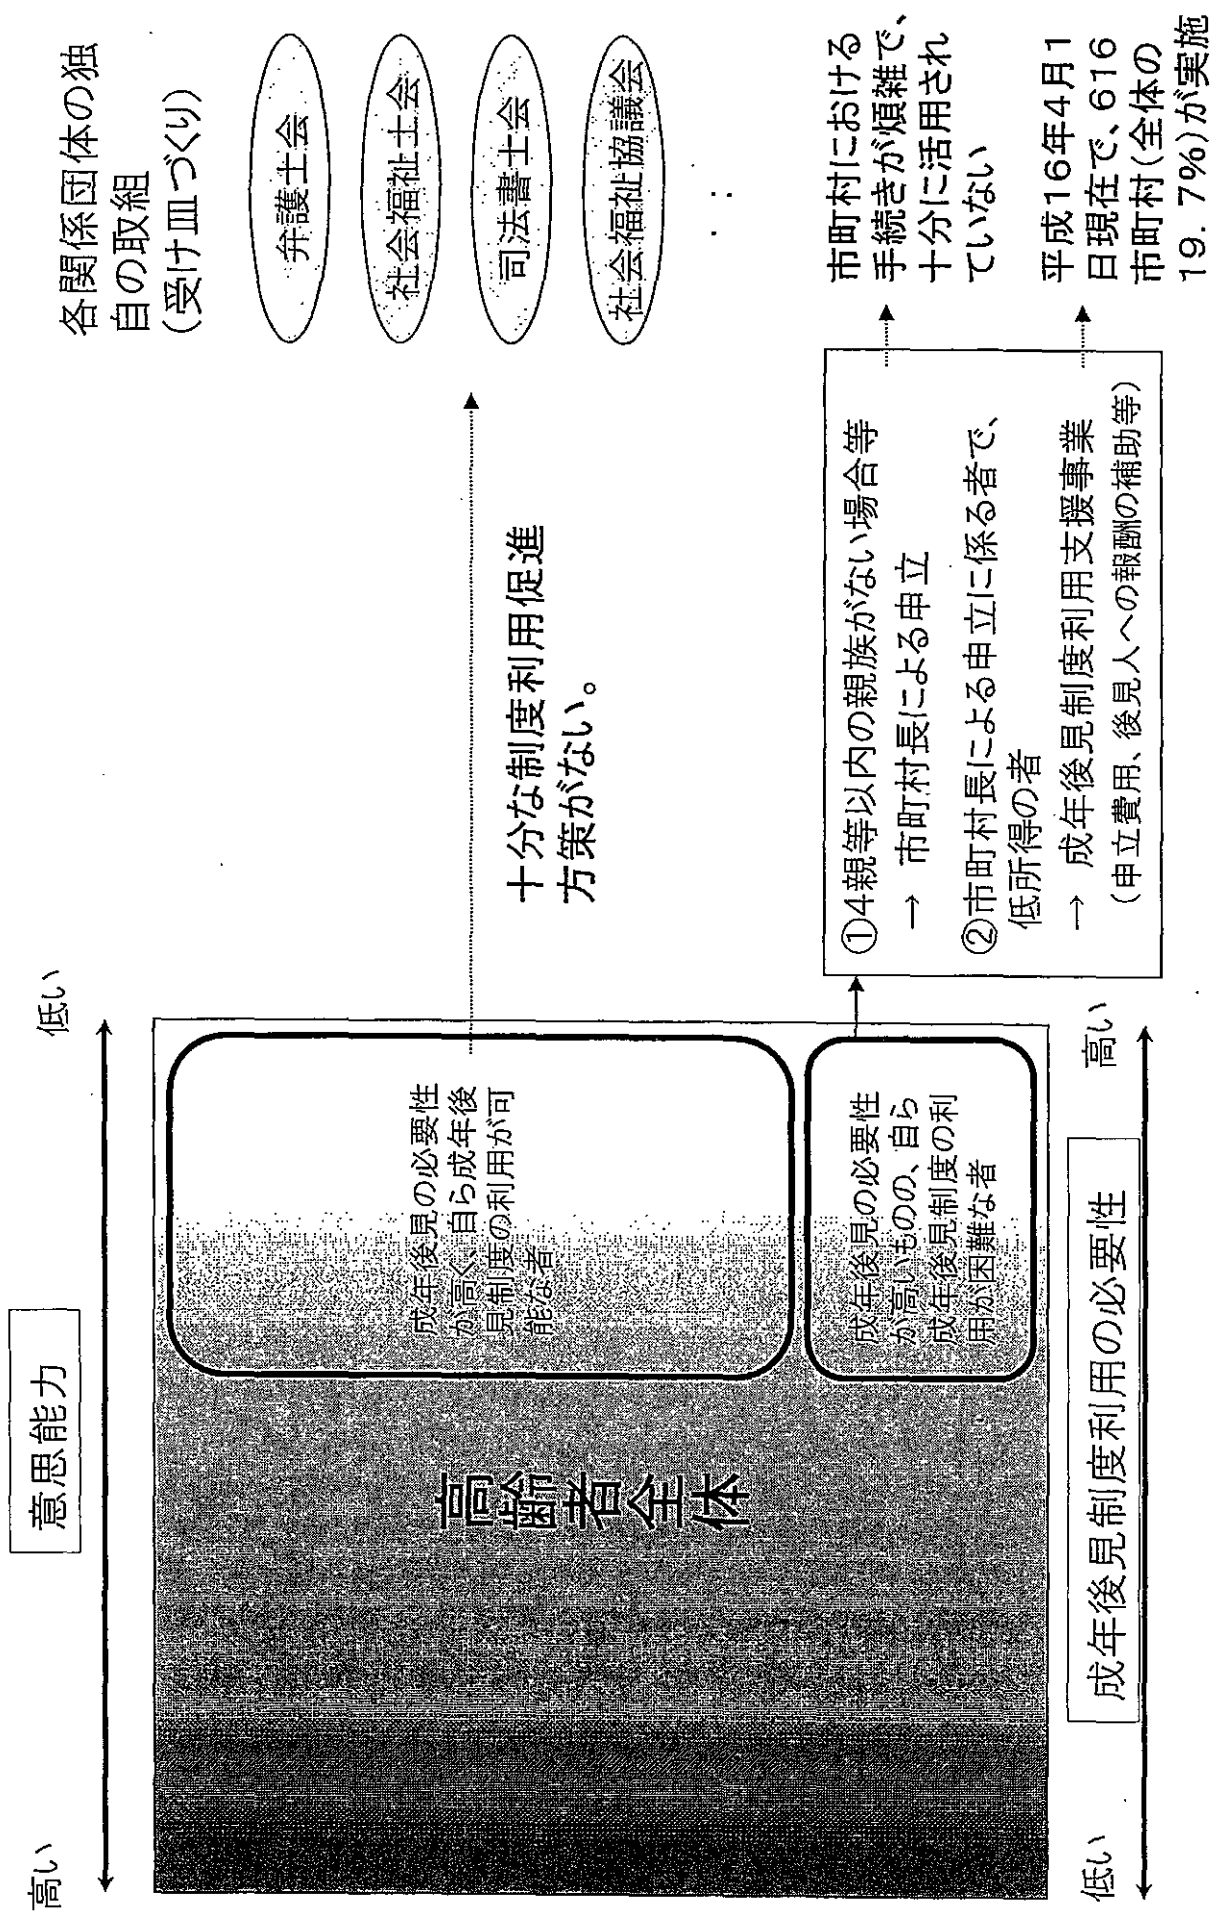 意思能力
高い
低い
高齢者全体
成年後見の必要性
が高く、自ら成年後
見制度の利用が可
能な者
成年後見の必要性
が高いものの、自ら
成年後見制度の利
用が困難な者
低い
高い
成年後見制度利用の必要性
十分な制度利用促進
方策がない。
各関係団体の独
自の取組
(受け皿づくり)
弁護士会
社会福祉士会
司法書士会
社会福祉協議会
:
①4親等以内の親族がない場合等
→ 市町村長による申立
②市町村長による申立に係る者で、
低所得の者
→ 成年後見制度利用支援事業
(申立費用、後見人への報酬の補助等)
市町村における
手続きが煩雑で、
十分に活用され
ていない
平成16年4月1
日現在で、616
市町村(全体の
19.7%)が実施